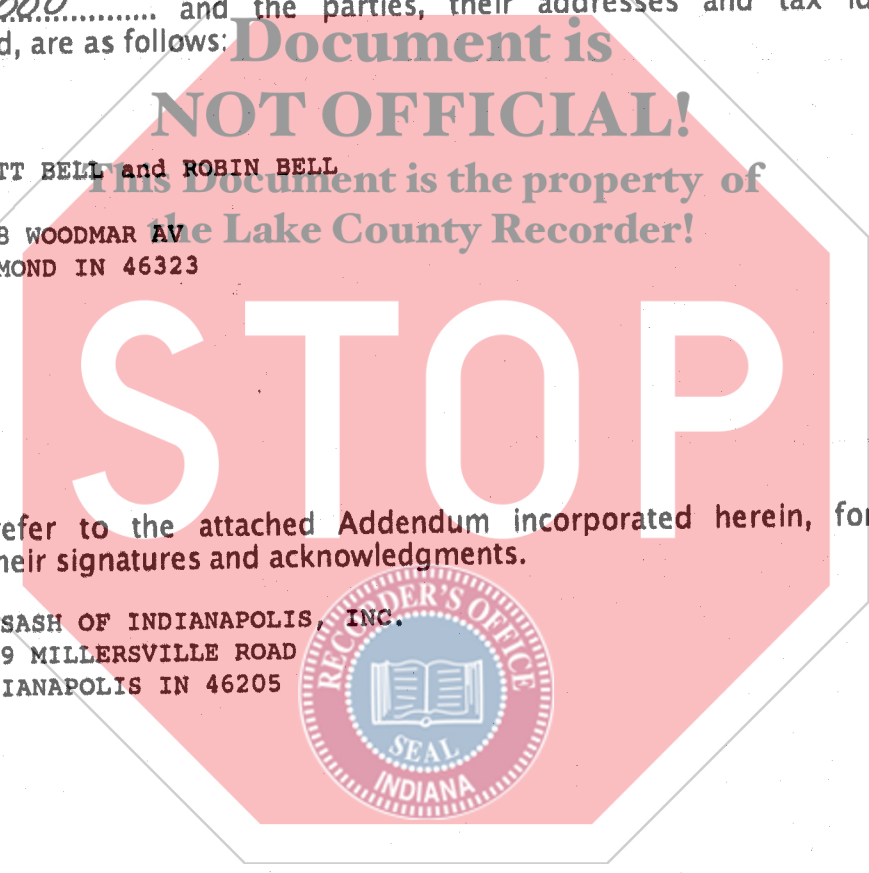 000 and the parties, their addresses and tax
d, are as follows:
Document is
NOT OFFICIAL!
TT BELL and ROBIN BELL
This Document is the property of
B WOODMAR AV
the Lake County Recorder!
MOND IN 46323
STOP
efer to the attached Addendum incorporated herein, for
heir signatures and acknowledgments.
SASH OF INDIANAPOLIS, INC.
9 MILLERSVILLE ROAD
IANAPOLIS IN 46205
RECORDER'S OFFICE
SEAL
INDIANA